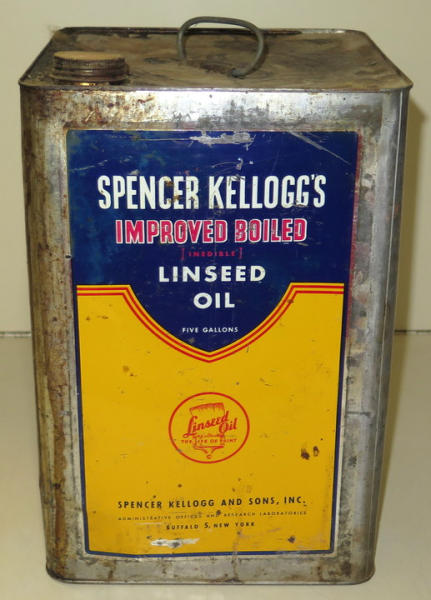 SPENCER KELLOGG'S
IMPROVED BOILED
[INEDIBLE]
LINSEED
OIL
FIVE GALLONS
Linseed
Oil
THE LIFE OF PAINT
SPENCER KELLOGG AND SONS, INC.
ADMINISTRATIVE OFFICES AND RESEARCH LABORATORIES
BUFFALO 5, NEW YORK